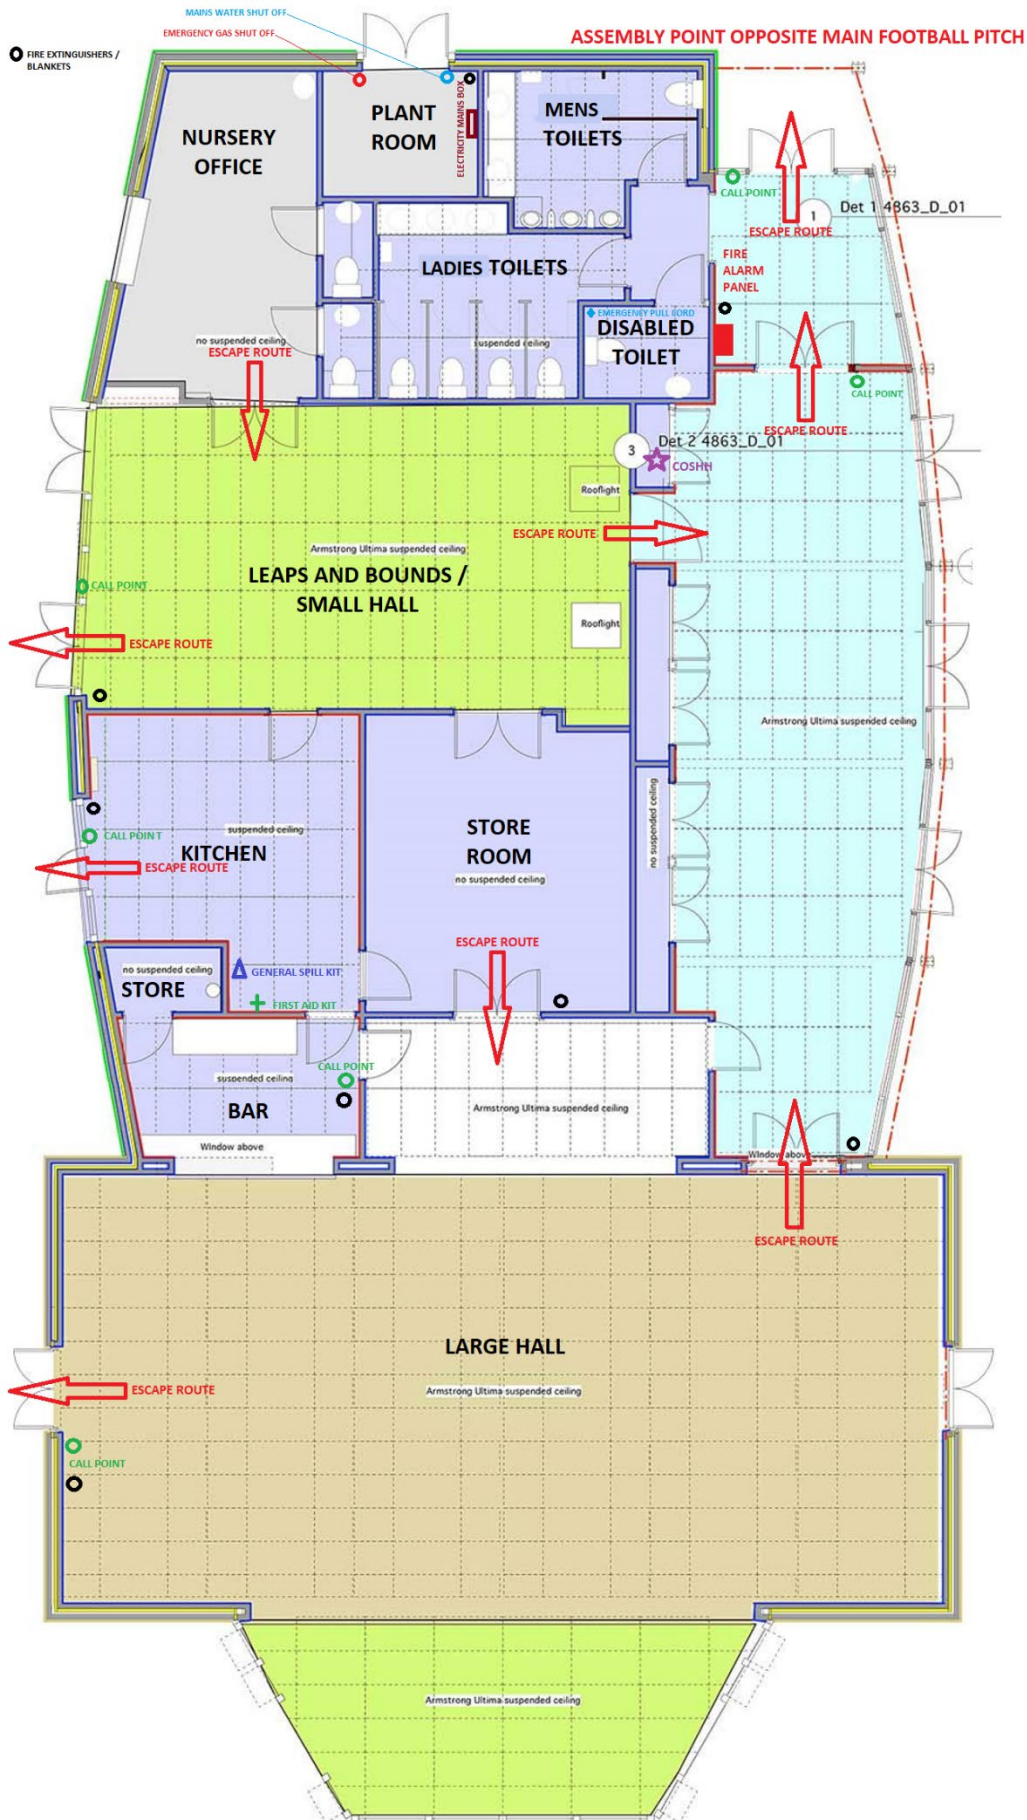 MAINS WATER SHUT OFF
EMERGENCY GAS SHUT OFF
ASSEMBLY POINT OPPOSITE MAIN FOOTBALL PITCH
FIRE EXTINGUISHERS /
BLANKETS
NURSERY
OFFICE
PLANT
ROOM
ELECTRICITY MAINS BOX
MENS
TOILETS
CALL POINT
1
Det 1 4863_D_01
ESCAPE ROUTE
FIRE
ALARM
PANEL
LADIES TOILETS
EMERGENCY PULL CORD
DISABLED
TOILET
no suspended ceiling
suspended ceiling
ESCAPE ROUTE
CALL POINT
ESCAPE ROUTE
3
Det 2 4863_D_01
COSHH
Rooflight
ESCAPE ROUTE
Armstrong Ultima suspended ceiling
LEAPS AND BOUNDS /
SMALL HALL
CALL POINT
Rooflight
ESCAPE ROUTE
Armstrong Ultima suspended ceiling
no suspended ceiling
suspended ceiling
CALL POINT
KITCHEN
ESCAPE ROUTE
STORE
ROOM
no suspended ceiling
ESCAPE ROUTE
no suspended ceiling
STORE
GENERAL SPILL KIT
FIRST AID KIT
CALL POINT
suspended ceiling
BAR
Window above
Armstrong Ultima suspended ceiling
Window above
ESCAPE ROUTE
LARGE HALL
Armstrong Ultima suspended ceiling
ESCAPE ROUTE
CALL POINT
Armstrong Ultima suspended ceiling